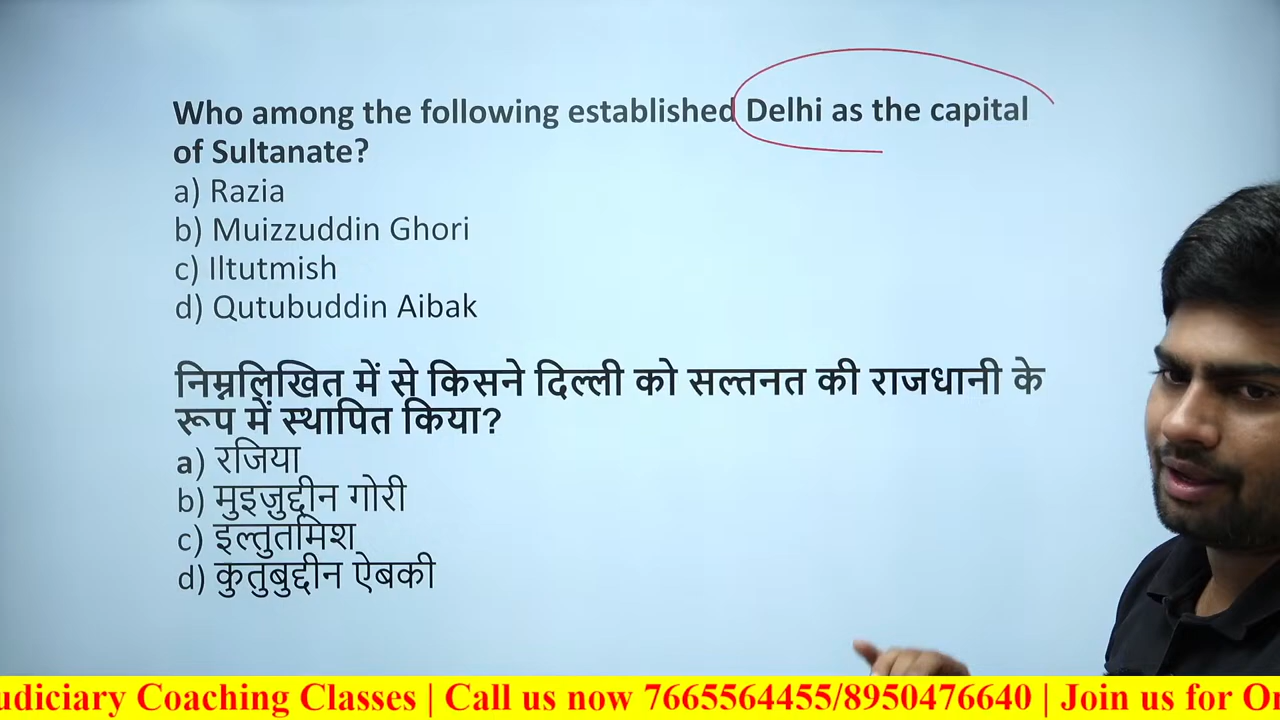 Who among the following established Delhi as the capital
of Sultanate?
a) Razia
b) Muizzuddin Ghori
c) Iltutmish
d) Qutubuddin Aibak
निम्नलिखित में से किसने दिल्ली को सल्तनत की राजधानी के
रूप में स्थापित किया?
a) रजिया
b) मुइज़ुद्दीन गोरी
c) इल्तुतमिश
d) कुतुबुद्दीन ऐबकी
udiciary Coaching Classes | Call us now 7665564455/8950476640 | Join us for Or